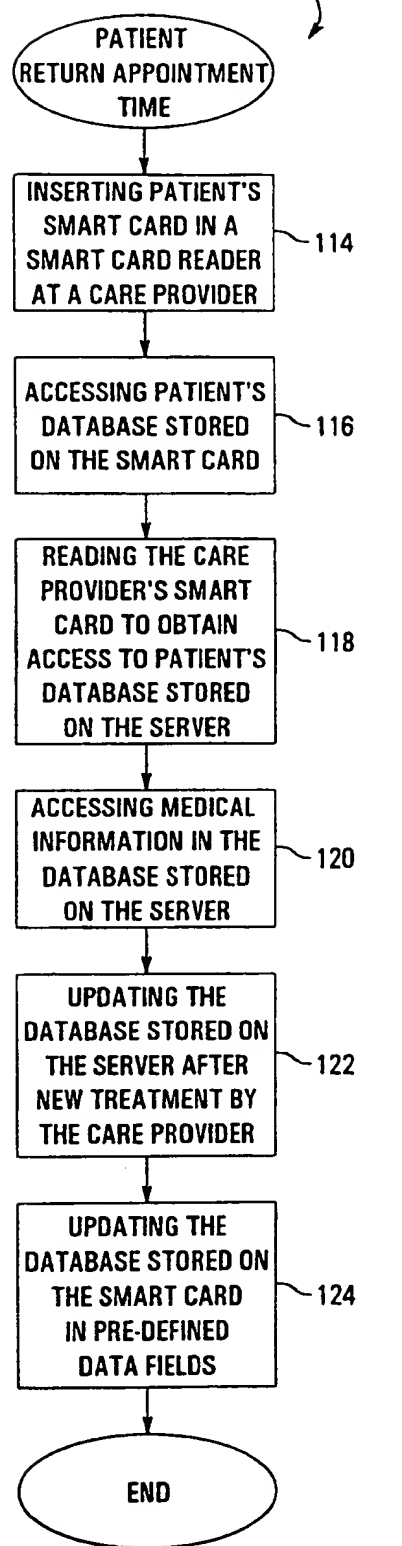 PATIENT
RETURN APPOINTMENT
TIME
INSERTING PATIENT'S
SMART CARD IN A
SMART CARD READER
AT A CARE PROVIDER
114
ACCESSING PATIENT'S
DATABASE STORED
ON THE SMART CARD
116
READING THE CARE
PROVIDER'S SMART
CARD TO OBTAIN
ACCESS TO PATIENT'S
DATABASE STORED
ON THE SERVER
118
ACCESSING MEDICAL
INFORMATION IN THE
DATABASE STORED
ON THE SERVER
120
UPDATING THE
DATABASE STORED ON
THE SERVER AFTER
NEW TREATMENT BY
THE CARE PROVIDER
122
UPDATING THE
DATABASE STORED ON
THE SMART CARD
IN PRE-DEFINED
DATA FIELDS
124
END